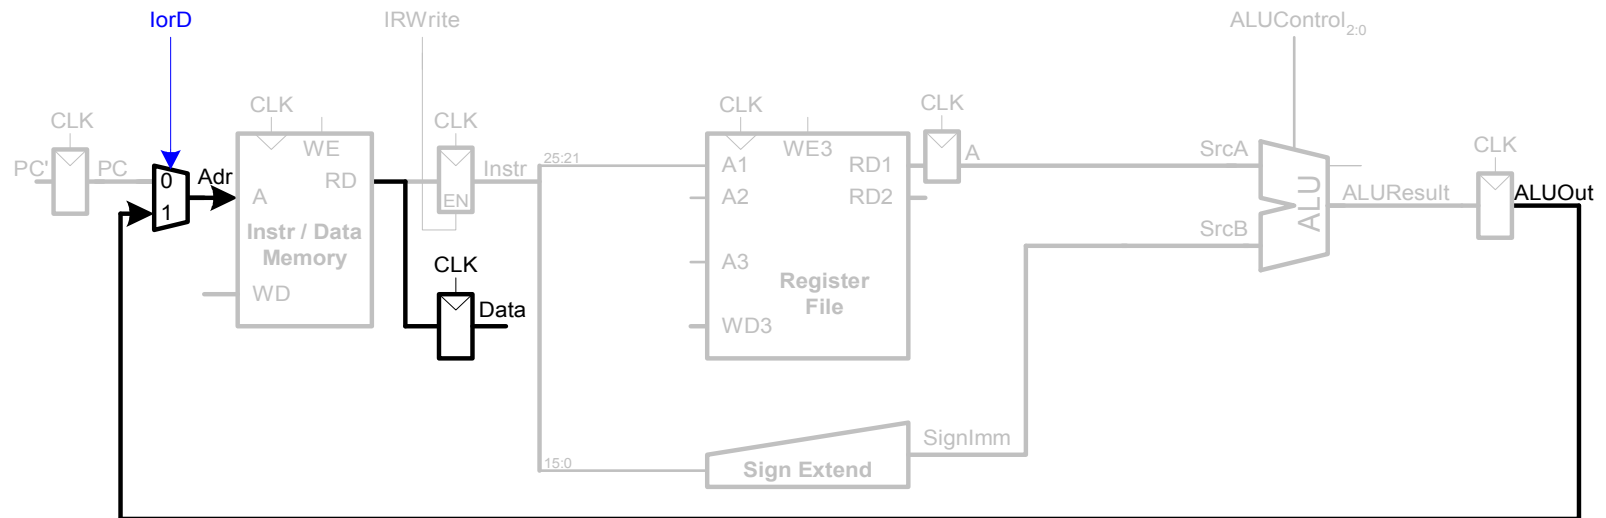 IorD
IRWrite
ALUControl2:0
CLK
CLK
CLK
CLK
CLK
CLK
PC'
PC
0
1
Adr
WE
RD
A
Instr / Data
Memory
WD
EN
Instr
CLK
Data
25:21
15:0
WE3
A1
RD1
A2
RD2
A3
Register
File
WD3
A
SrcA
SrcB
ALU
ALUResult
ALUOut
SignImm
Sign Extend